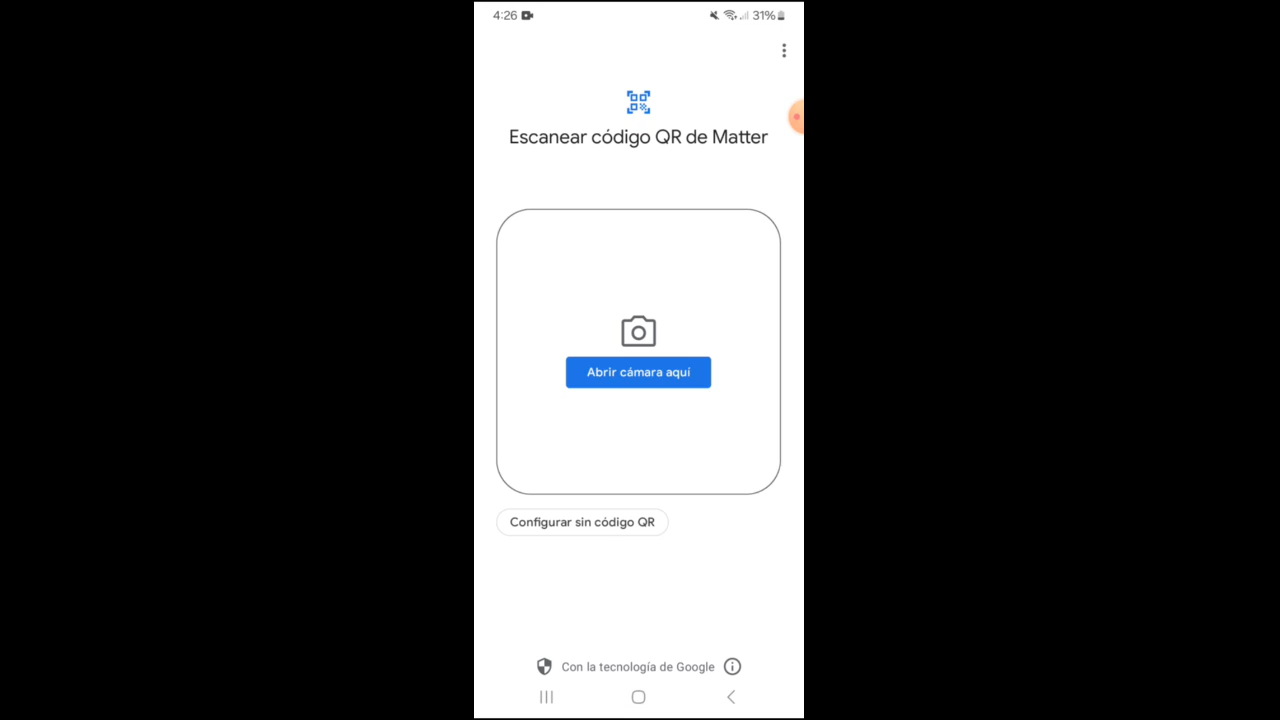 4:26
31%
Escanear código QR de Matter
Abrir cámara aquí
Configurar sin código QR
Con la tecnología de Google